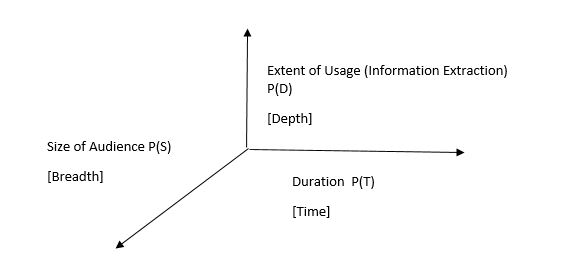 Extent of Usage (Information Extraction)
P(D)
[Depth]
Size of Audience P(S)
[Breadth]
Duration  P(T)
[Time]